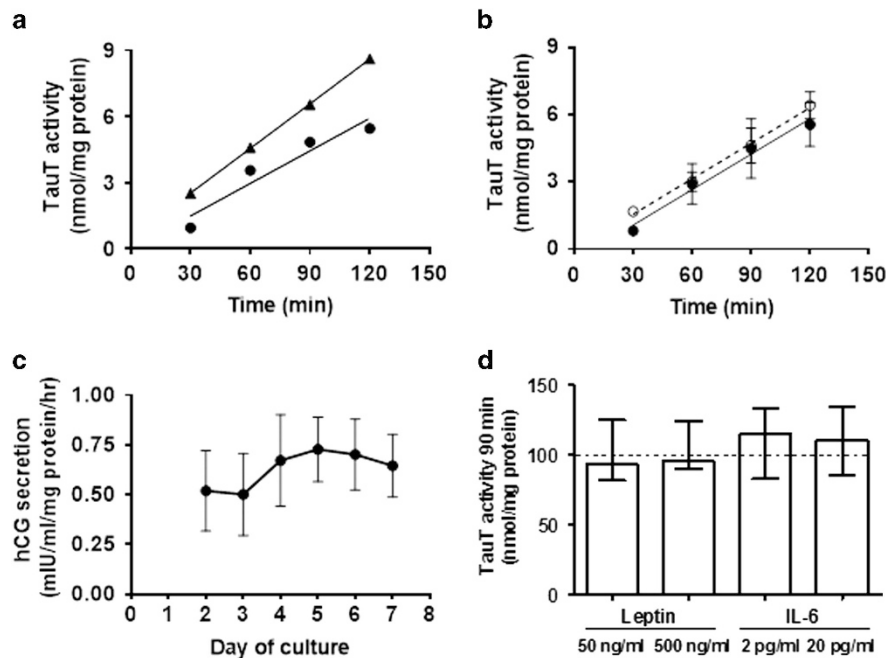 a
TauT activity
(nmol/mg protein)
9
6
3
0
0 30 60 90 120 150
Time (min)
b
TauT activity
(nmol/mg protein)
9
6
3
0
0 30 60 90 120 150
Time (min)
c
hCG secretion
(mIU/ml/mg protein/hr)
1.00
0.75
0.50
0.25
0.00
0 1 2 3 4 5 6 7 8
Day of culture
d
TauT activity 90 min
(nmol/mg protein)
150
100
50
0
Leptin IL-6
50 ng/ml 500 ng/ml 2 pg/ml 20 pg/ml